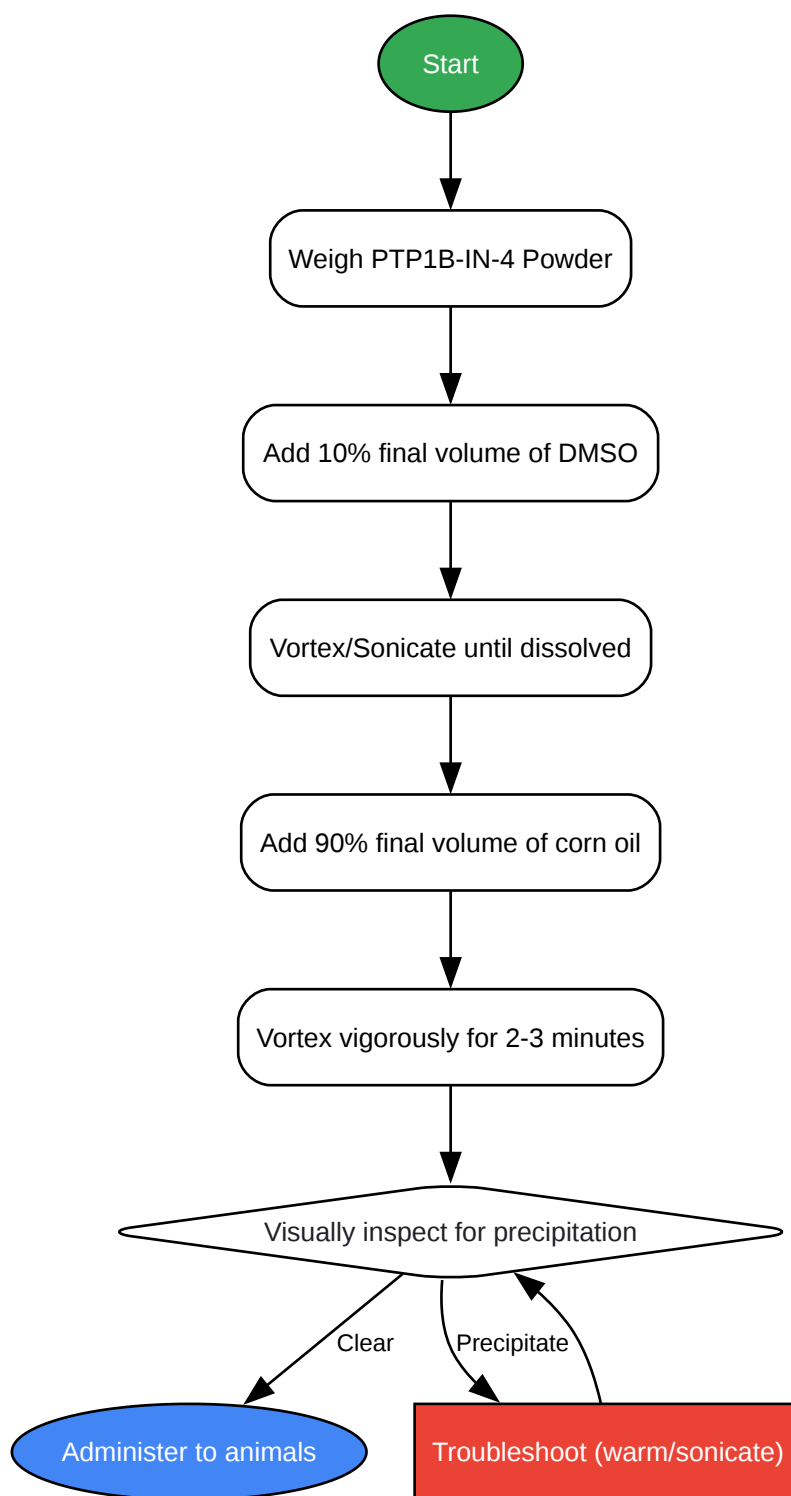 Start
Weigh PTP1B-IN-4 Powder
Add 10% final volume of DMSO
Vortex/Sonicate until dissolved
Add 90% final volume of corn oil
Vortex vigorously for 2-3 minutes
Visually inspect for precipitation
Clear
Precipitate
Administer to animals
Troubleshoot (warm/sonicate)